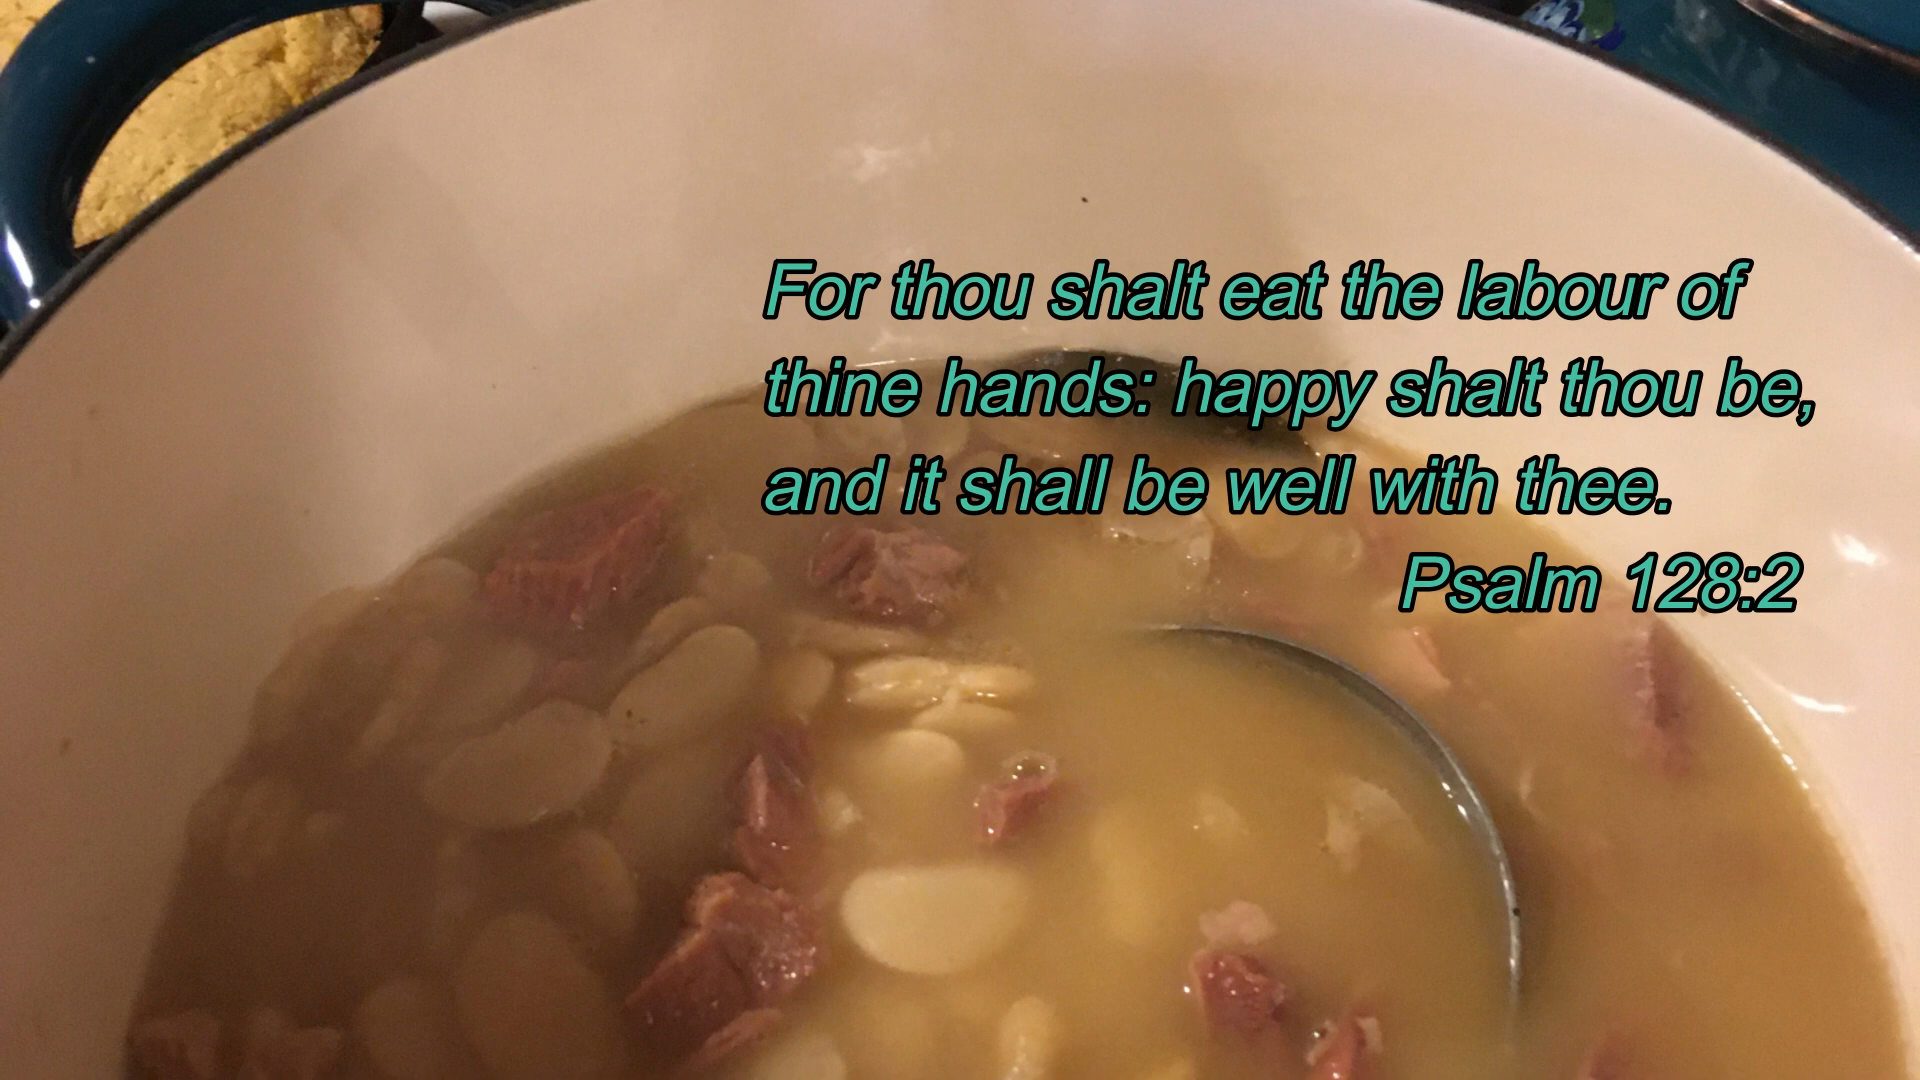 For thou shalt eat the labour of
thine hands: happy shalt thou be,
and it shall be well with thee.
Psalm 128:2